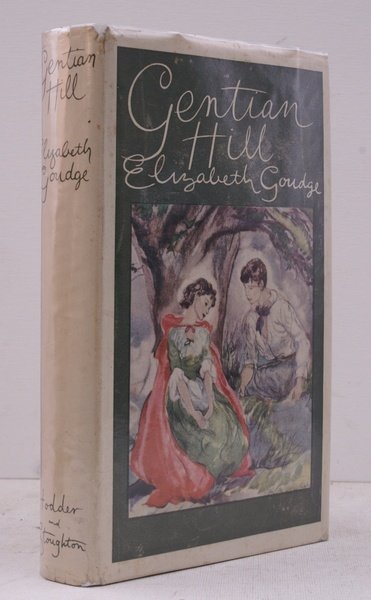 Gentian
Hill
Elizabeth
Goudge
Hodder
and
Stoughton
Gentian
Hill
Elizabeth Goudge